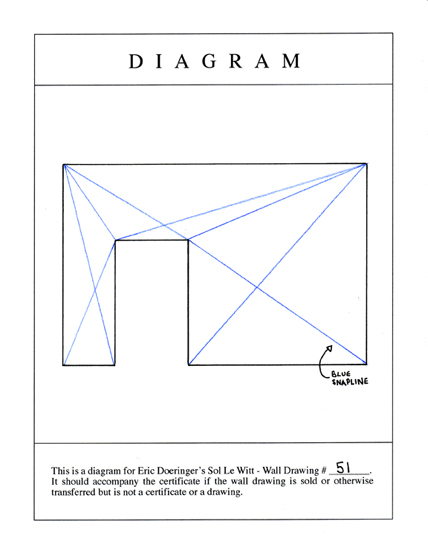 DIAGRAM
BLUE
SNAPLINE
This is a diagram for Eric Doeringer's Sol Le Witt - Wall Drawing # 51.
It should accompany the certificate if the wall drawing is sold or otherwise
transferred but is not a certificate or a drawing.